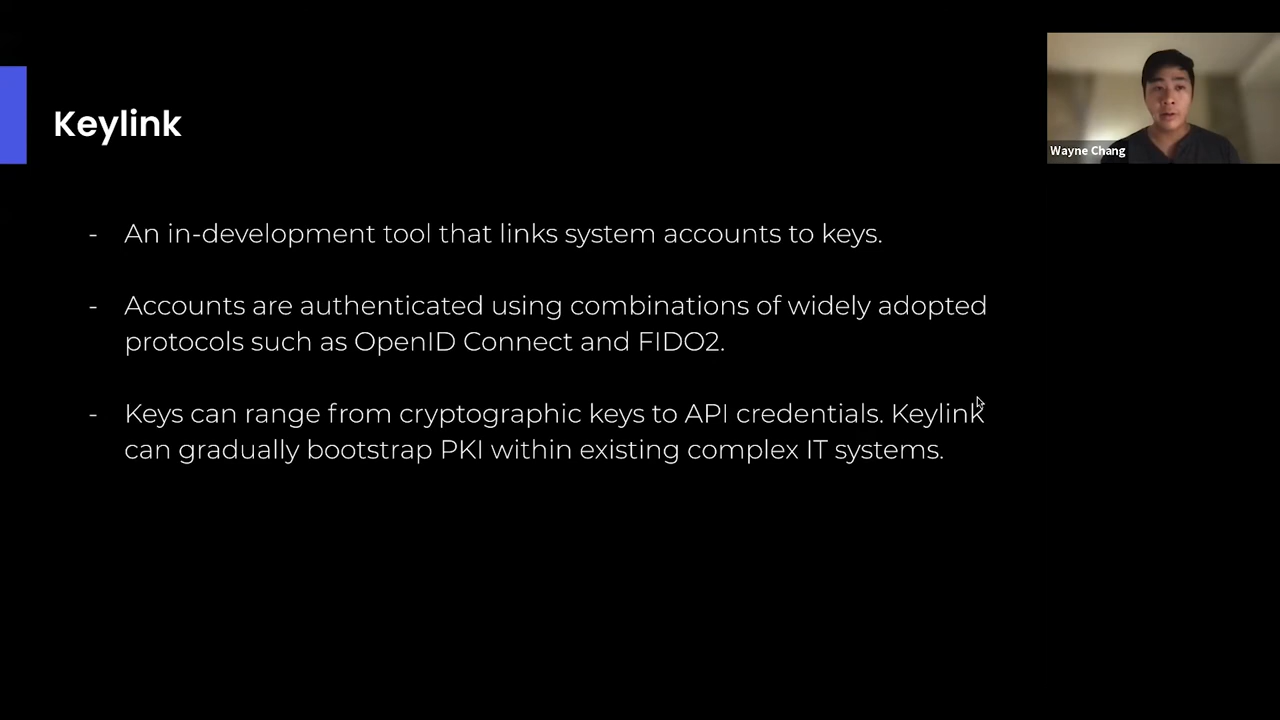 Keylink
Wayne Chang
- An in-development tool that links system accounts to keys.
- Accounts are authenticated using combinations of widely adopted
protocols such as OpenID Connect and FIDO2.
- Keys can range from cryptographic keys to API credentials. Keylink
can gradually bootstrap PKI within existing complex IT systems.